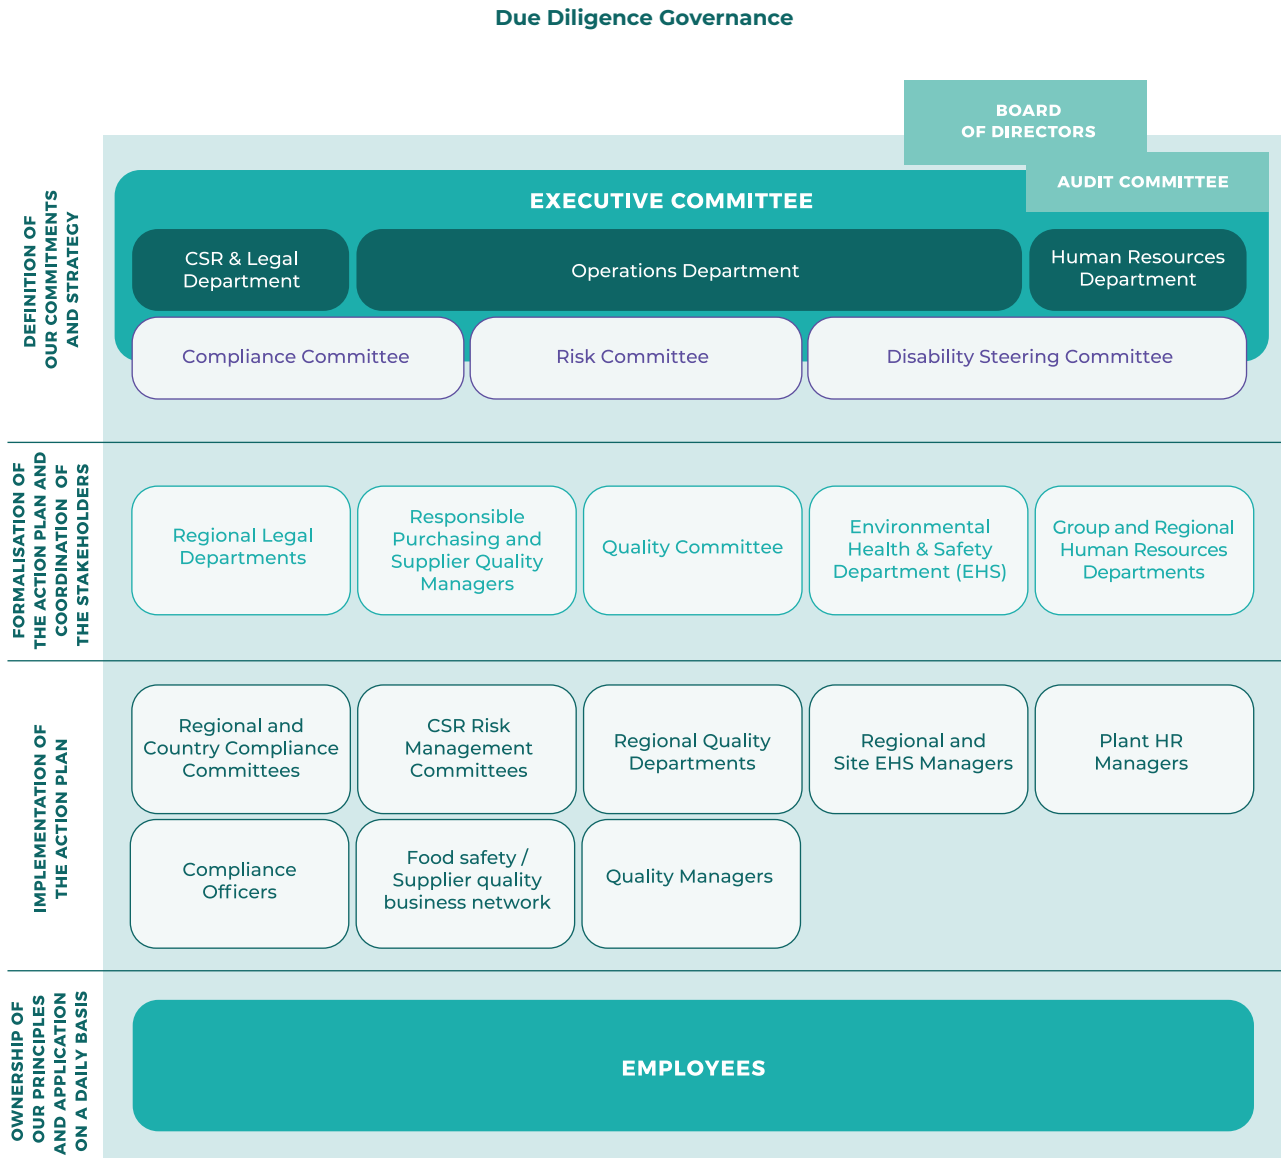 Due Diligence Governance
BOARD
OF DIRECTORS
AUDIT COMMITTEE
DEFINITION OF
OUR COMMITMENTS
AND STRATEGY
EXECUTIVE COMMITTEE
CSR & Legal
Department
Operations Department
Human Resources
Department
Compliance Committee
Risk Committee
Disability Steering Committee
FORMALISATION OF
THE ACTION PLAN AND
COORDINATION OF
THE STAKEHOLDERS
Regional Legal
Departments
Responsible
Purchasing and
Supplier Quality
Managers
Quality Committee
Environmental
Health & Safety
Department (EHS)
Group and Regional
Human Resources
Departments
IMPLEMENTATION OF
THE ACTION PLAN
Regional and
Country Compliance
Committees
CSR Risk
Management
Committees
Regional Quality
Departments
Regional and
Site EHS Managers
Plant HR
Managers
Compliance
Officers
Food safety /
Supplier quality
business network
Quality Managers
OWNERSHIP OF
OUR PRINCIPLES
AND APPLICATION
ON A DAILY BASIS
EMPLOYEES